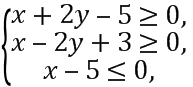 x + 2y – 5 ≥ 0,
x – 2y + 3 ≥ 0,
x – 5 ≤ 0,